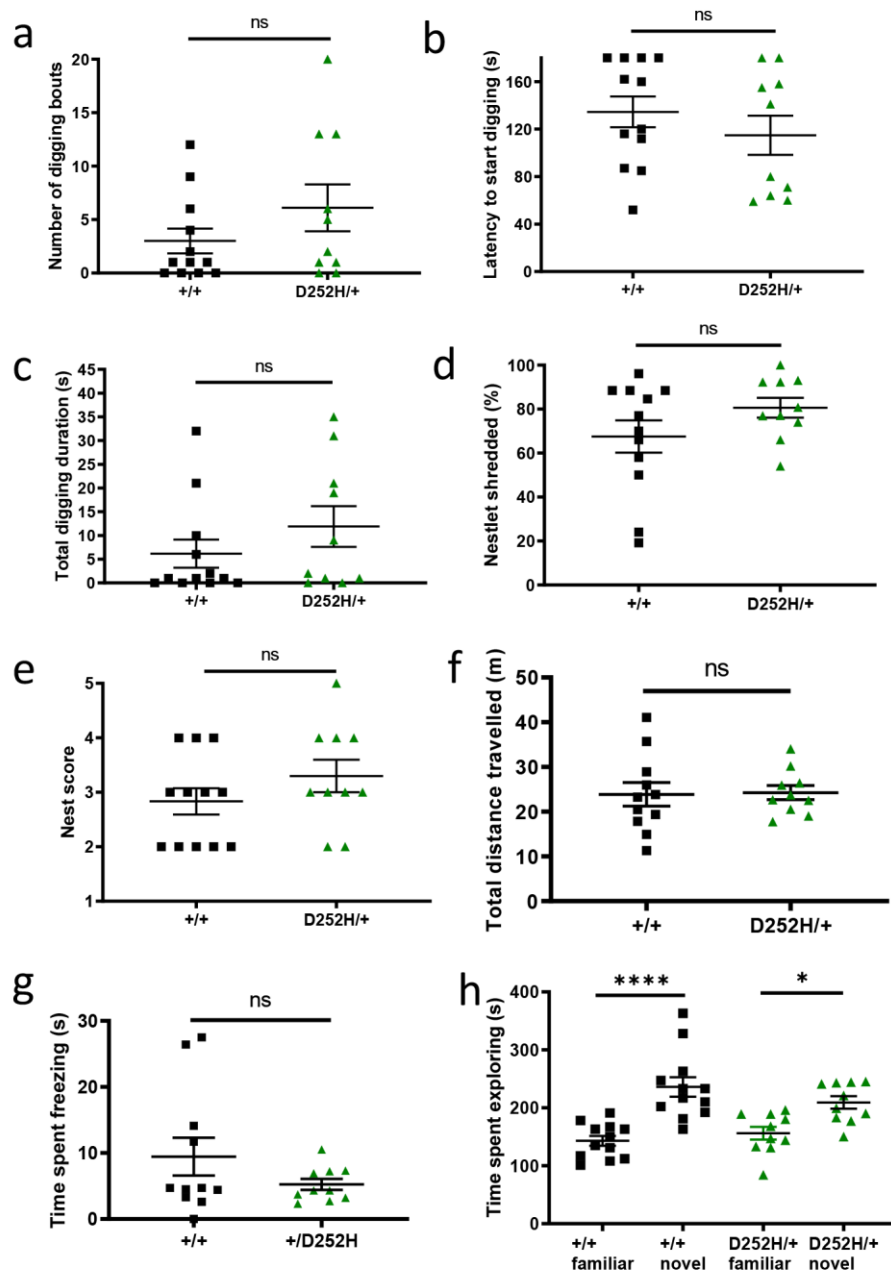 a
ns
Number of digging bouts
20
15
10
5
0
+/+
D252H/+
b
ns
Latency to start digging (s)
160
120
80
40
0
+/+
D252H/+
c
ns
Total digging duration (s)
45
40
35
30
25
20
15
10
5
0
+/+
D252H/+
d
ns
Nestlet shredded (%)
100
80
60
40
20
0
+/+
D252H/+
e
ns
Nest score
5
4
3
2
1
+/+
D252H/+
f
ns
Total distance travelled (m)
50
40
30
20
10
0
+/+
D252H/+
g
ns
Time spent freezing (s)
30
20
10
0
+/+
+/D252H
h
****
*
Time spent exploring (s)
400
300
200
100
0
+/+ familiar
+/+ novel
D252H/+ familiar
D252H/+ novel